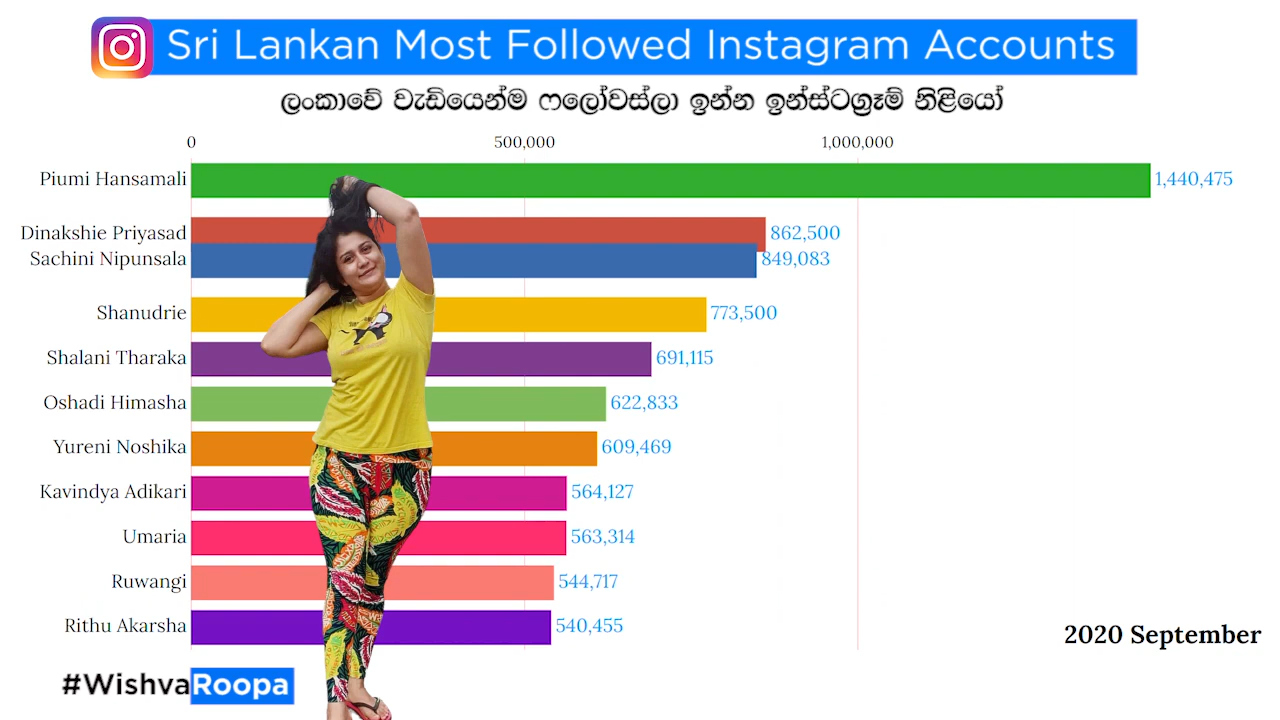 Sri Lankan Most Followed Instagram Accounts
ලංකාවේ වැඩියෙන්ම ෆලෝවස්ලා ඉන්න ඉන්ස්ටග්‍රෑම් නිළියෝ
0 500,000 1,000,000
Piumi Hansamali 1,440,475
Dinakshie Priyasad 862,500
Sachini Nipunsala 849,083
Shanudrie 773,500
Shalani Tharaka 691,115
Oshadi Himasha 622,833
Yureni Noshika 609,469
Kavindya Adikari 564,127
Umaria 563,314
Ruwangi 544,717
Rithu Akarsha 540,455
2020 September
#WishvaRoopa